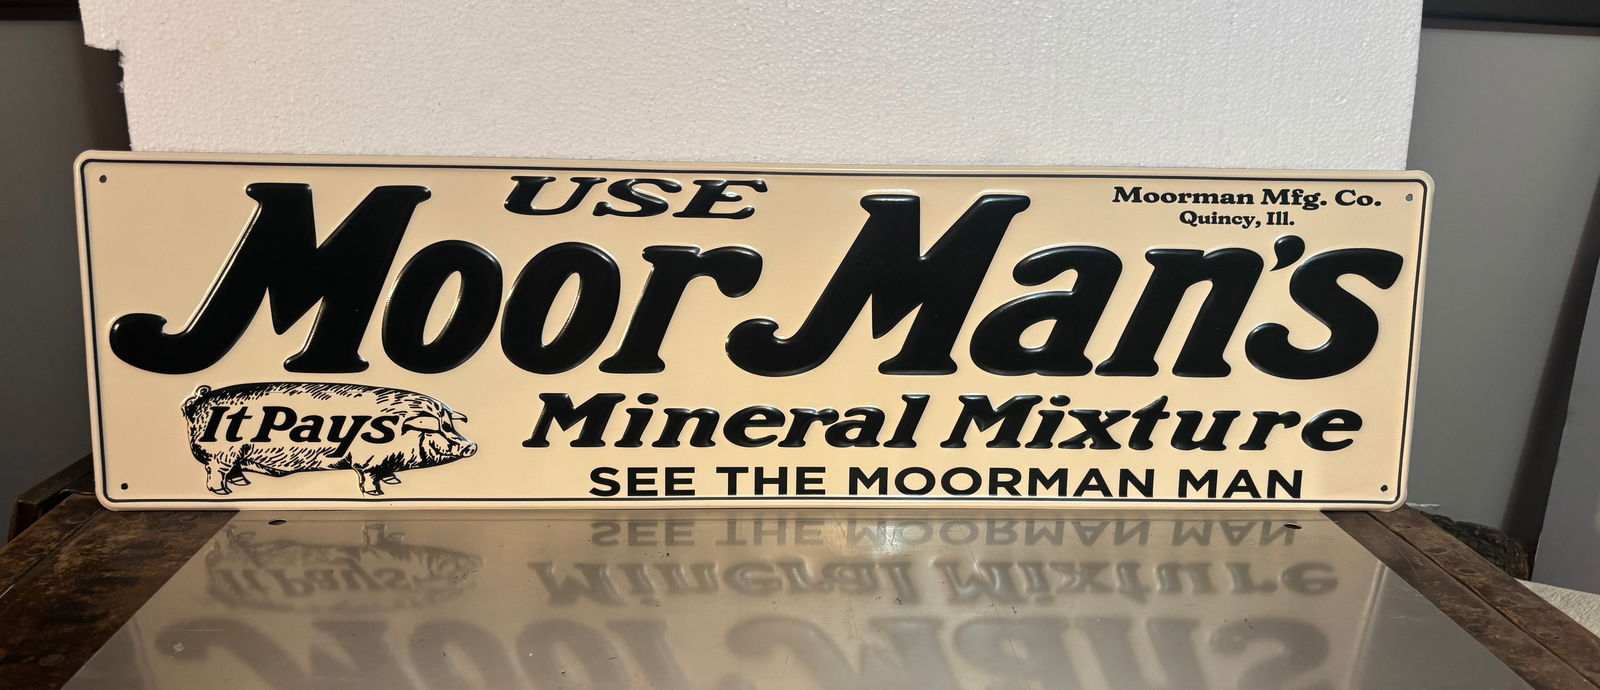 USE
Moor Man's
Moorman Mfg. Co.
Quincy, Ill.
It Pays
Mineral Mixture
SEE THE MOORMAN MAN